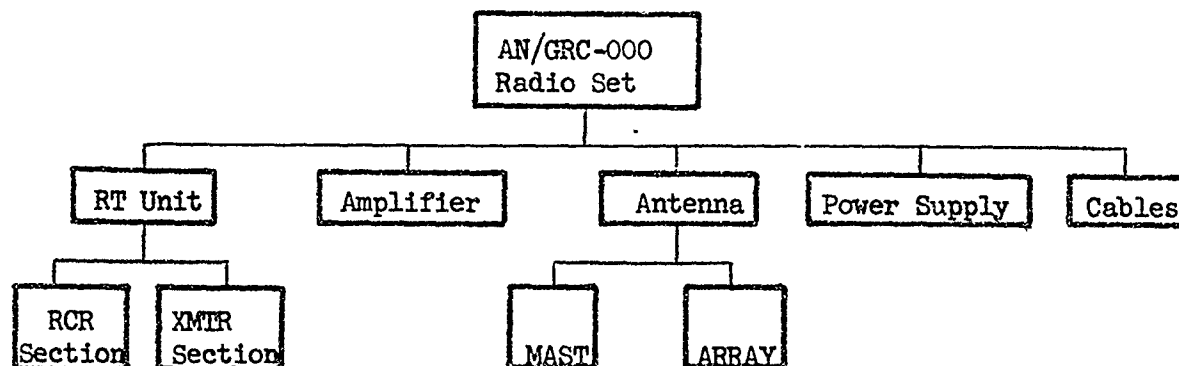 AN/GRC-000
Radio Set
RT Unit
Amplifier
Antenna
Power Supply
Cables
RCR
Section
XMTR
Section
MAST
ARRAY